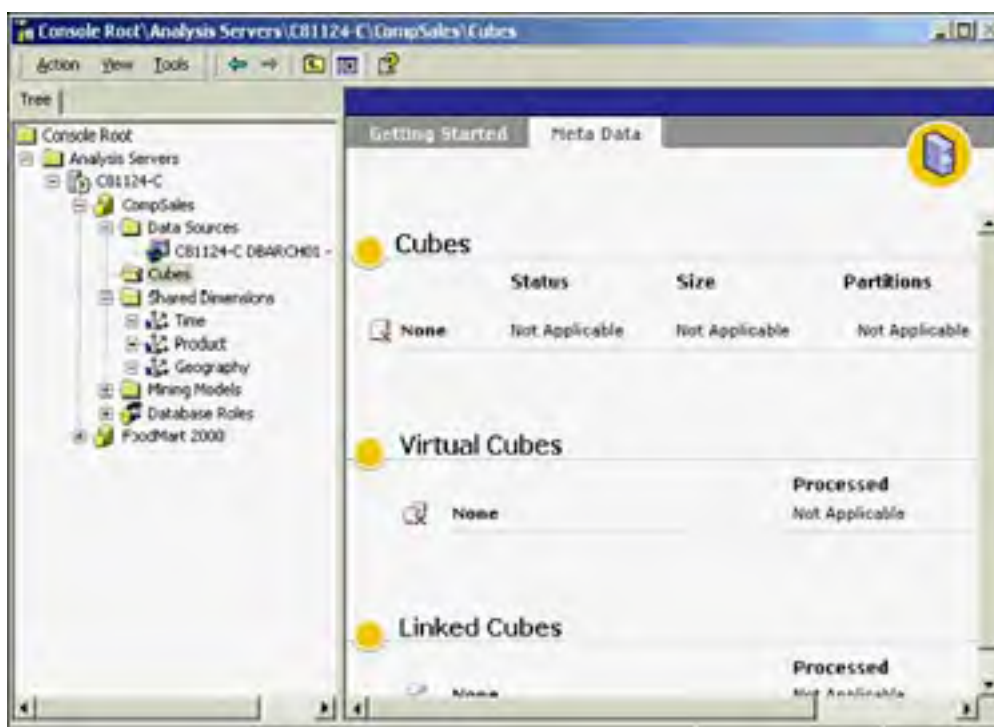 Console Root\Analysis Servers\C81124-C\CompSales\Cubes
Action View Tools
Tree
Console Root
Analysis Servers
C81124-C
CompSales
Data Sources
C81124-C DBARCH01 -
Cubes
Shared Dimensions
Time
Product
Geography
Mining Models
Database Roles
FoodMart 2000
Getting Started Meta Data
Cubes
Status Size Partitions
None Not Applicable Not Applicable Not Applicable
Virtual Cubes
Processed
None Not Applicable
Linked Cubes
Processed
None Not Applicable